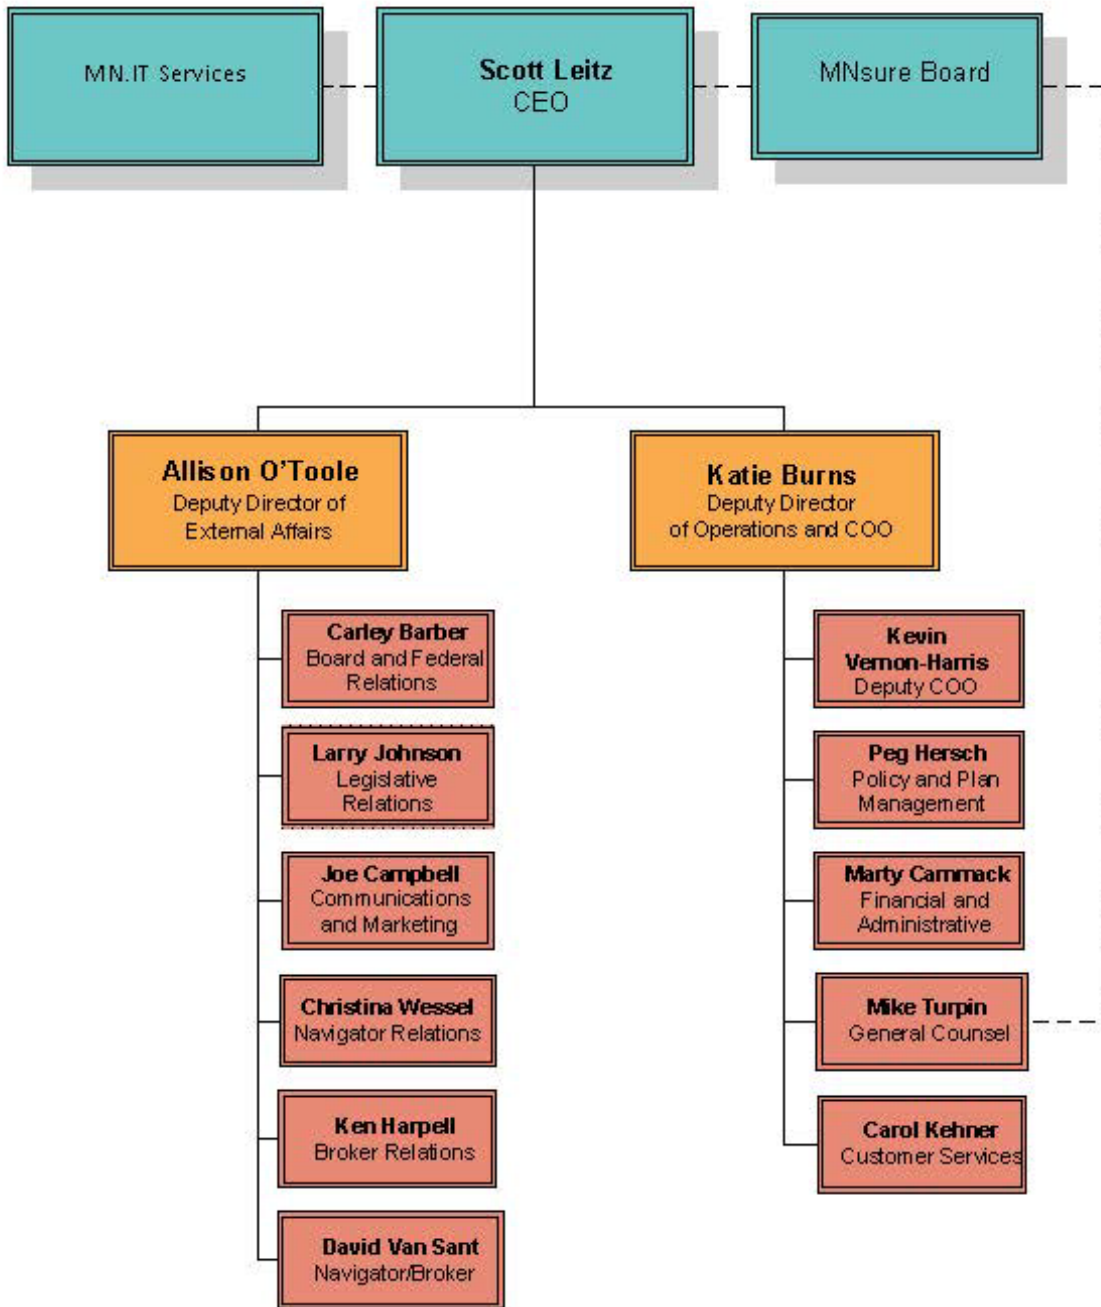 MN.IT Services
Scott Leitz
CEO
MNsure Board
Allison O'Toole
Deputy Director of
External Affairs
Katie Burns
Deputy Director
of Operations and COO
Carley Barber
Board and Federal
Relations
Larry Johnson
Legislative
Relations
Joe Campbell
Communications
and Marketing
Christina Wessel
Navigator Relations
Ken Harpell
Broker Relations
David Van Sant
Navigator/Broker
Kevin
Vernon-Harris
Deputy COO
Peg Hersch
Policy and Plan
Management
Marty Cammack
Financial and
Administrative
Mike Turpin
General Counsel
Carol Kehner
Customer Services